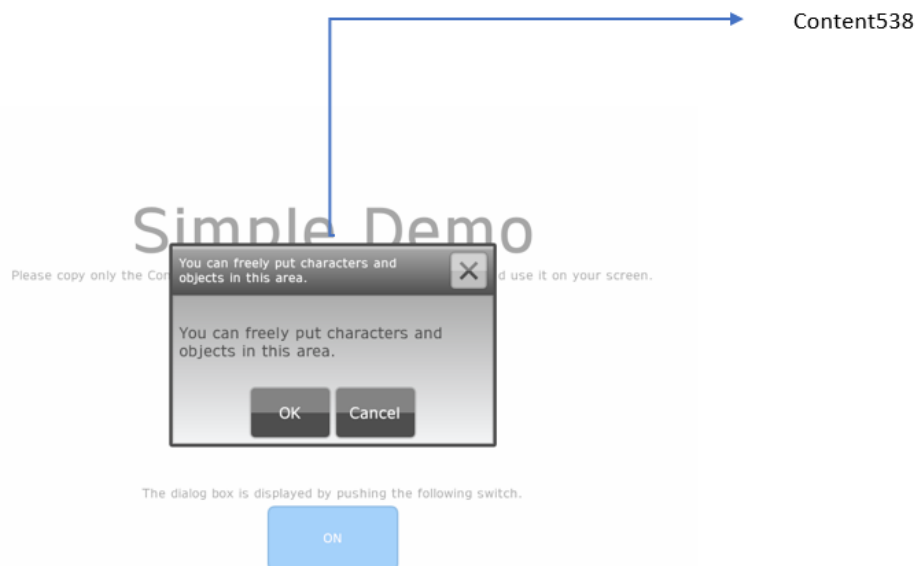 Content538
Simple Demo
Please copy only the Con d use it on your screen.
You can freely put characters and
objects in this area.
You can freely put characters and
objects in this area.
OK Cancel
The dialog box is displayed by pushing the following switch.
ON